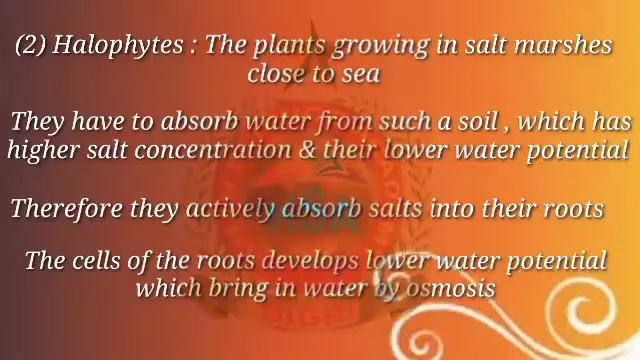 (2) Halophytes : The plants growing in salt marshes
close to sea
They have to absorb water from such a soil , which has
higher salt concentration & their lower water potential
Therefore they actively absorb salts into their roots
The cells of the roots develops lower water potential
which bring in water by osmosis